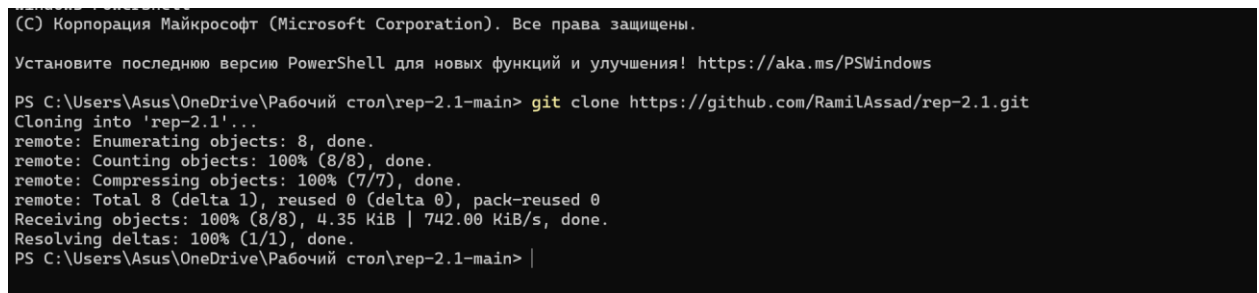 Windows PowerShell
(C) Корпорация Майкрософт (Microsoft Corporation). Все права защищены.
Установите последнюю версию PowerShell для новых функций и улучшения! https://aka.ms/PSWindows
PS C:\Users\Asus\OneDrive\Рабочий стол\rep-2.1-main> git clone https://github.com/RamilAssad/rep-2.1.git
Cloning into 'rep-2.1'...
remote: Enumerating objects: 8, done.
remote: Counting objects: 100% (8/8), done.
remote: Compressing objects: 100% (7/7), done.
remote: Total 8 (delta 1), reused 0 (delta 0), pack-reused 0
Receiving objects: 100% (8/8), 4.35 KiB | 742.00 KiB/s, done.
Resolving deltas: 100% (1/1), done.
PS C:\Users\Asus\OneDrive\Рабочий стол\rep-2.1-main>